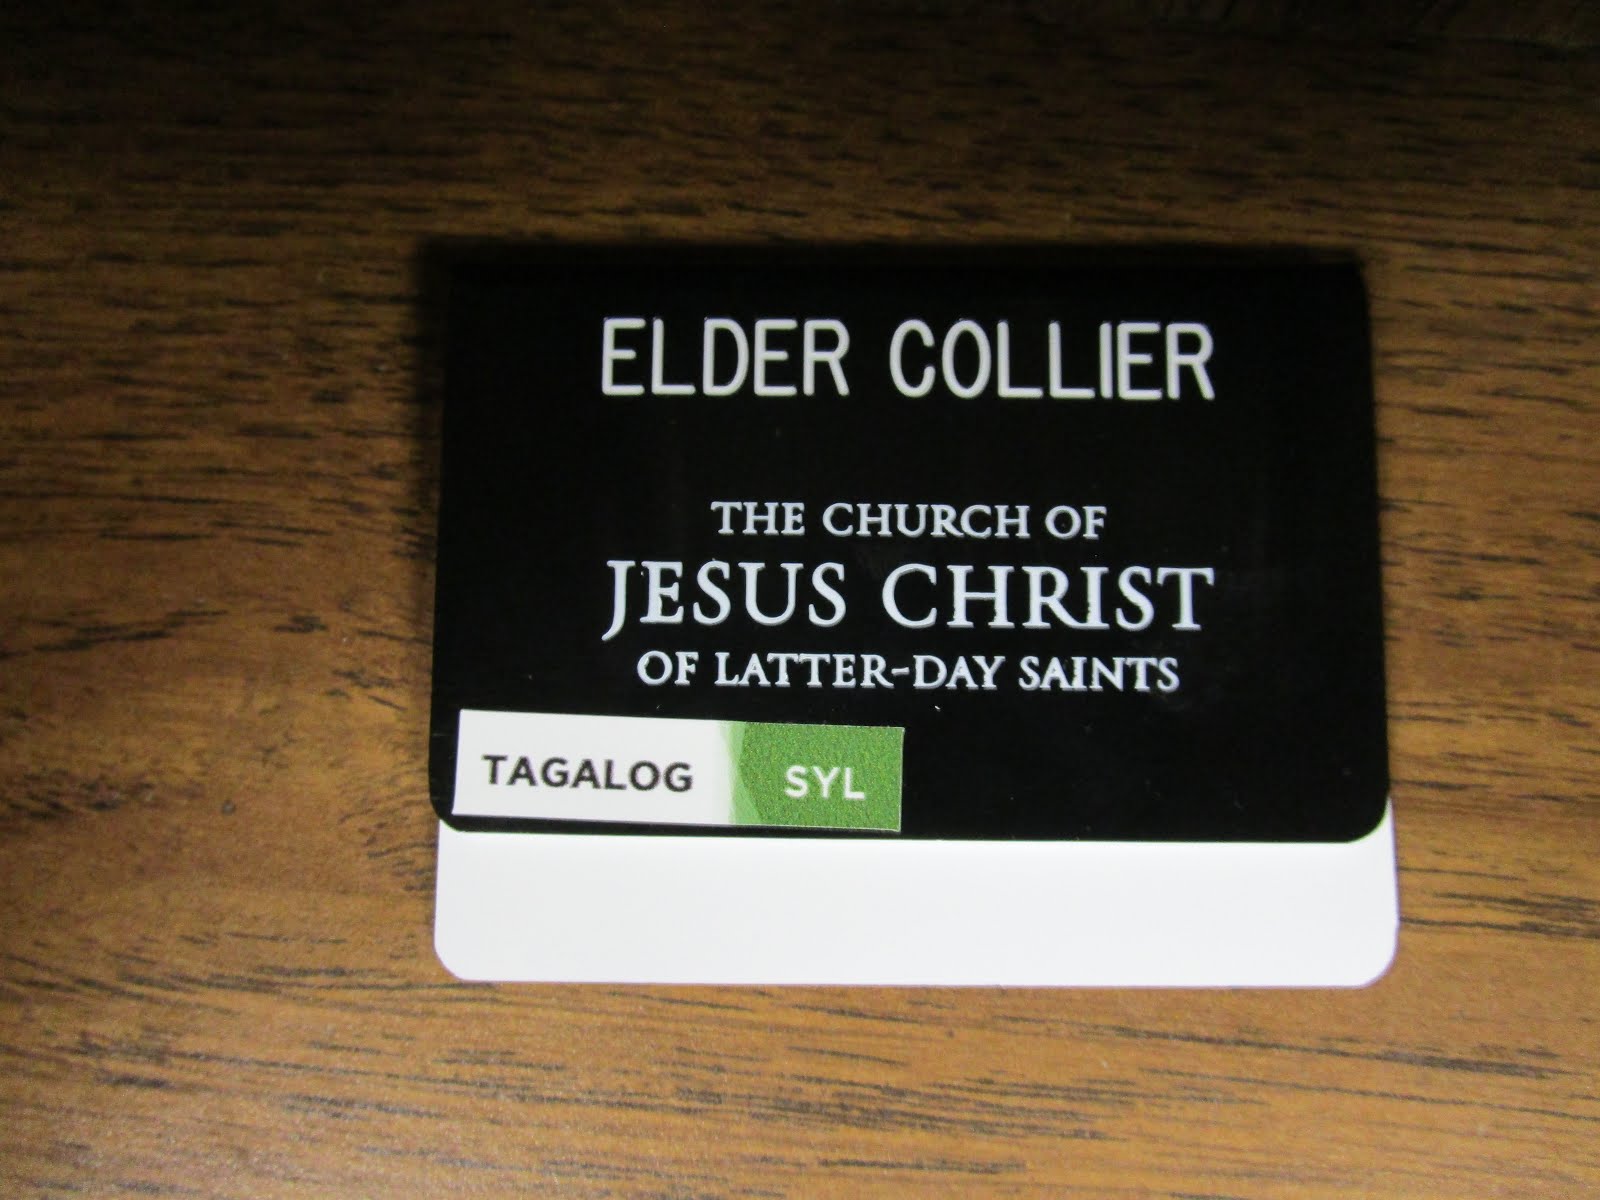 ELDER COLLIER
THE CHURCH OF
JESUS CHRIST
OF LATTER-DAY SAINTS
TAGALOG SYL